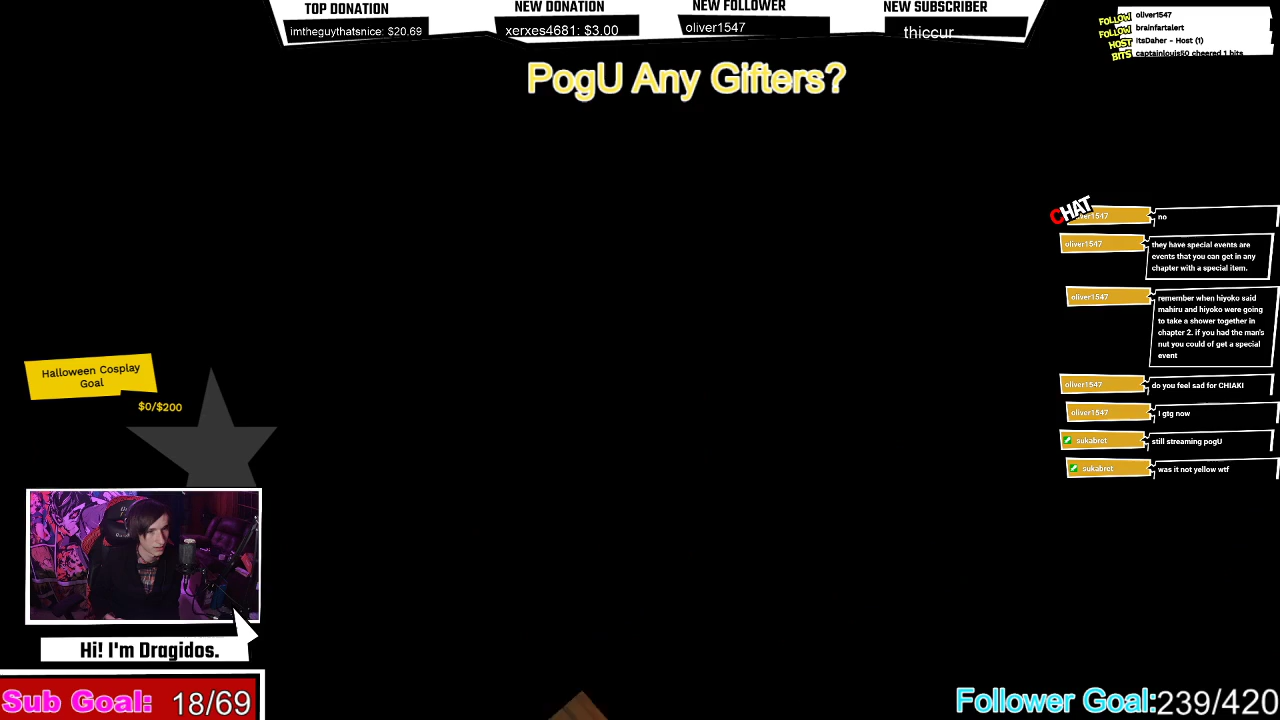 TOP DONATION
imtheguythatsnice: $20.69
NEW DONATION
xerxes4681: $3.00
NEW FOLLOWER
oliver1547
NEW SUBSCRIBER
thiccur
FOLLOW oliver1547
FOLLOW brainfartalert
HOST ItsDaher - Host (1)
BITS captainlouis50 cheered 1 bits
PogU Any Gifters?
CHAT
no
oliver1547
they have special events are
events that you can get in any
chapter with a special item.
oliver1547
remember when hiyoko said
mahiru and hiyoko were going
to take a shower together in
chapter 2. if you had the man's
nut you could of get a special
event
oliver1547
do you feel sad for CHIAKI
oliver1547
I gtg now
sukabret
still streaming pogU
sukabret
was it not yellow wtf
Halloween Cosplay
Goal
$0/$200
Hi! I'm Dragidos.
Sub Goal: 18/69
Follower Goal:239/420